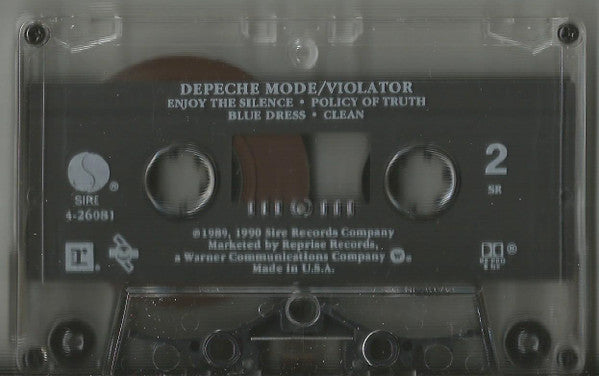 DEPECHE MODE/VIOLATOR
ENJOY THE SILENCE • POLICY OF TRUTH
BLUE DRESS • CLEAN
SIRE ®
4-26081
2
SR
℗1989, 1990 Sire Records Company
Marketed by Reprise Records,
a Warner Communications Company
Made in U.S.A.
r
®